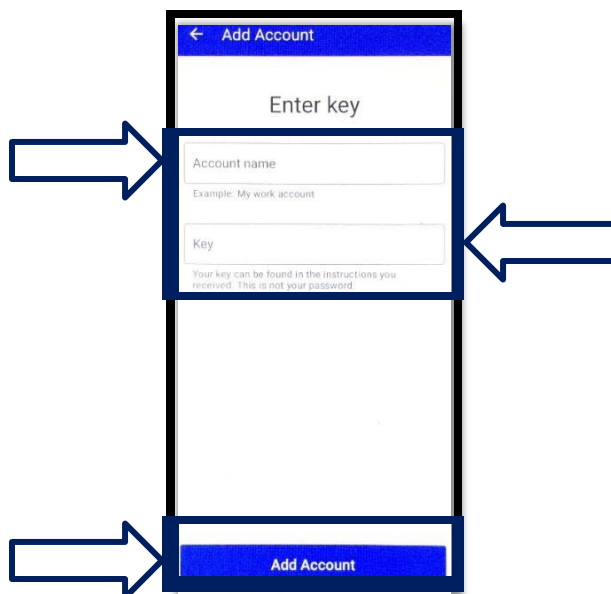 ← Add Account
Enter key
Account name
Example: My work account
Key
Your key can be found in the instructions you
received. This is not your password.
Add Account